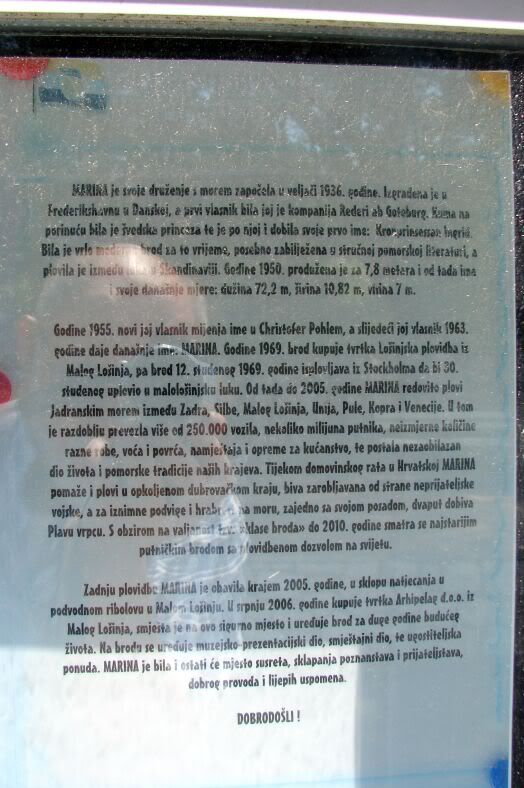 MARINA je svoje druženje s morem započela u veljači 1936. godine. Izgrađena je u
Frederikshavnu u Danskoj, a prvi vlasnik bila joj je kompanija Rederi ab Goteburg. Kuma na
porinuću bila je švedska princeza te je po njoj i dobila svoje prvo ime: Kronprinsessan Ingrid.
Bila je vrlo moderan brod za to vrijeme, posebno zabilježena u stručnoj pomorskoj literaturi, a
plovila je između luka u Skandinaviji. Godine 1950. produžena je za 7,8 metera i od tada ima
i svoje današnje mjere: dužina 72,2 m, širina 10,82 m, visina 7 m.
Godine 1955. novi joj vlasnik mijenja ime u Christofer Pohlem, a slijedeći joj vlasnik 1963.
godine daje današnje ime MARINA. Godine 1969. brod kupuje tvrtka Lošinjska plovidba iz
Malog Lošinja, pa brod 12. studenog 1969. godine isplovljava iz Stockholma da bi 30.
studenog uplovio u malološinjsku luku. Od tada do 2005. godine MARINA redovito plovi
Jadranskim morem između Zadra, Silbe, Malog Lošinja, Unija, Pule, Kopra i Venecije. U tom
je razdoblju prevezla više od 250.000 vozila, nekoliko milijuna putnika, neizmjerne količine
razne robe, voća i povrća, namještaja i opreme za kućanstvo, te postala nezaobilazan
dio života i pomorske tradicije naših krajeva. Tijekom domovinskog rata u Hrvatskoj MARINA
pomaže i plovi u opkoljenom dubrovačkom kraju, biva zarobljavana od strane neprijateljske
vojske, a za iznimne podvige i hrabrost na moru, zajedno sa svojom posadom, dvaput dobiva
Plavu vrpcu. S obzirom na valjanost tzv. »klase broda» do 2010. godine smatra se najstarijim
putničkim brodom sa plovidbenom dozvolom na svijetu.
Zadnju plovidbu MARINA je obavila krajem 2005. godine, u sklopu natjecanja u
podvodnom ribolovu u Malom Lošinju. U srpnju 2006. godine kupuje tvrtka Arhipelag d.o.o. iz
Malog Lošinja, smješta je na ovo sigurno mjesto i uređuje brod za duge godine budućeg
života. Na brodu se uređuje muzejsko-prezentacijski dio, smještajni dio, te ugostiteljska
ponuda. MARINA je bila i ostati će mjesto susreta, sklapanja poznanstava i prijateljstava,
dobrog provoda i lijepih uspomena.
DOBRODOŠLI !